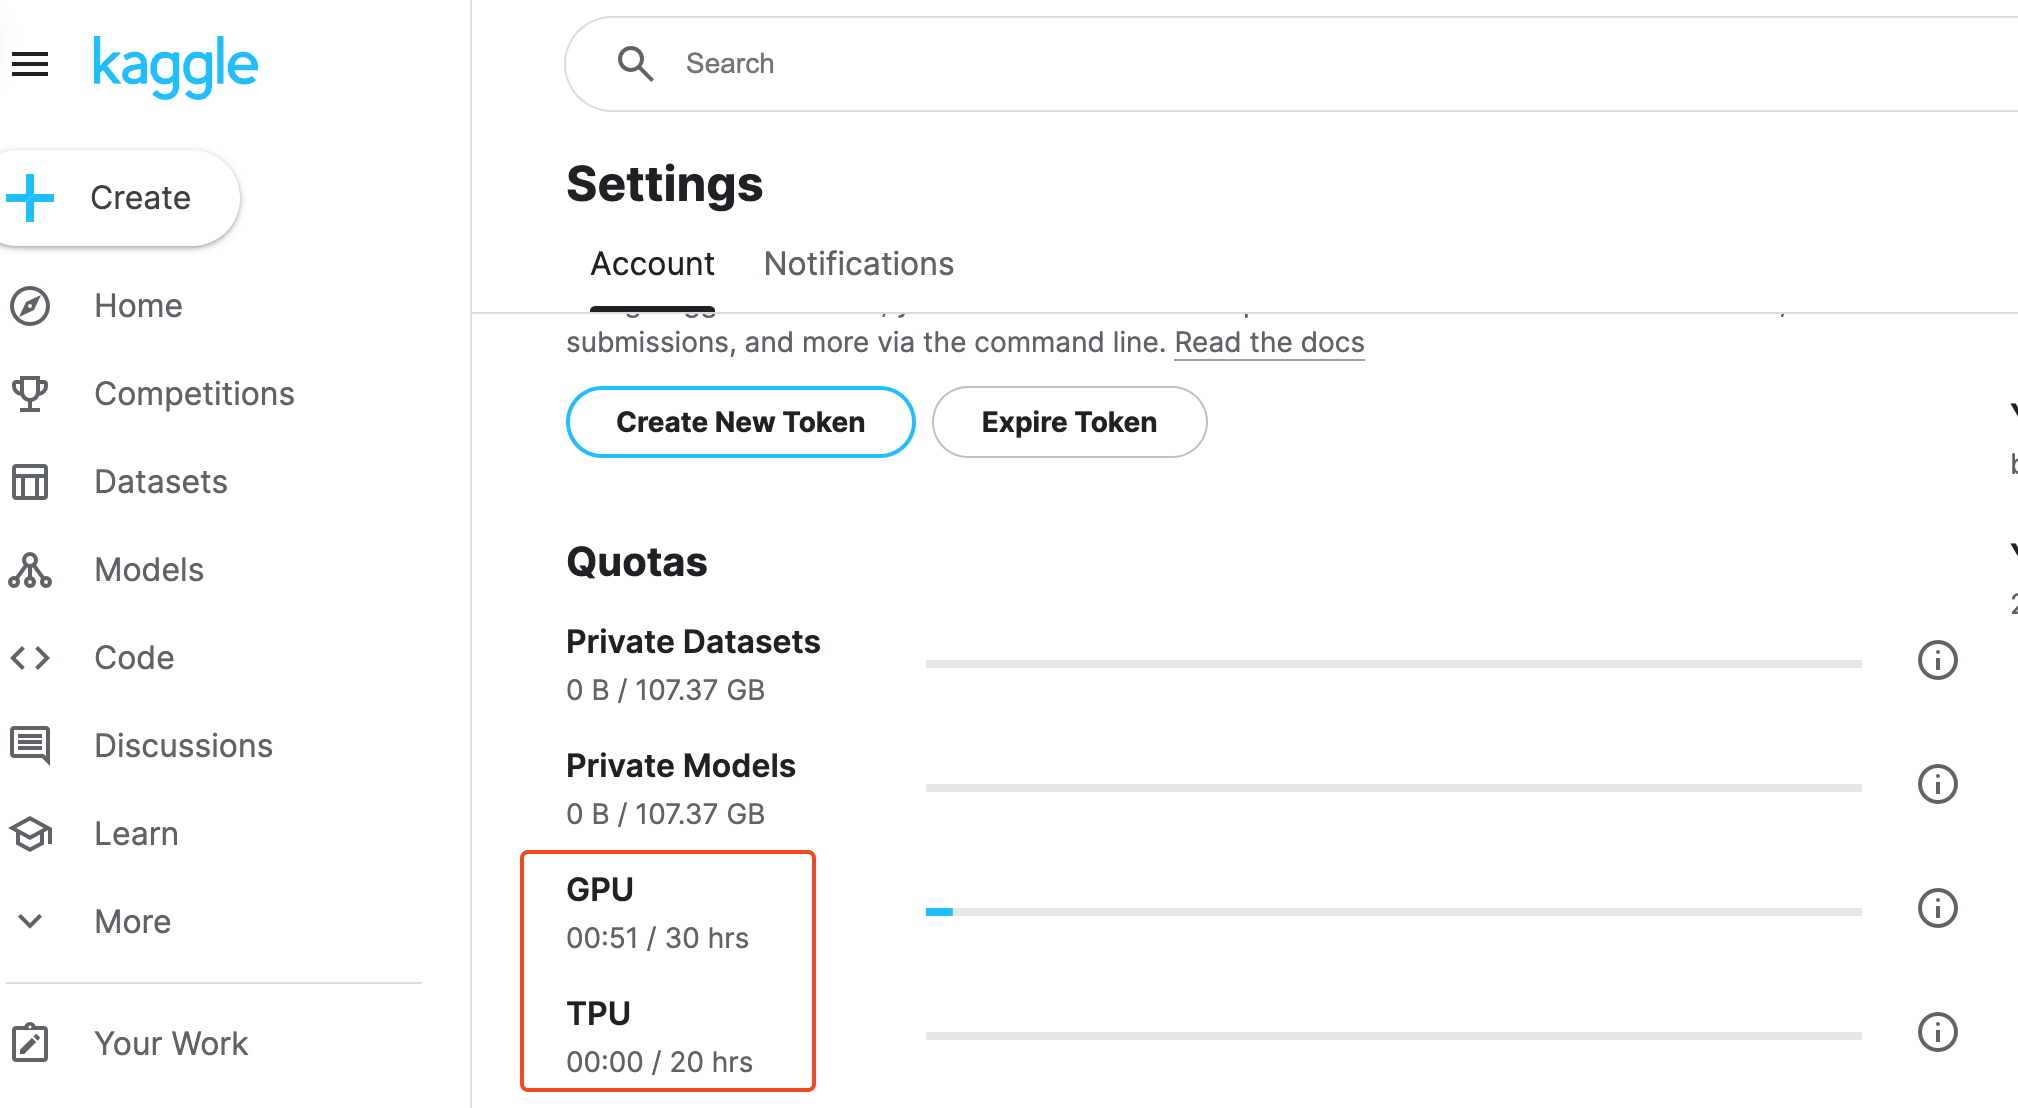 kaggle
Search
Create
Home
Competitions
Datasets
Models
Code
Discussions
Learn
More
Your Work
Settings
Account
Notifications
submissions, and more via the command line. Read the docs
Create New Token
Expire Token
Quotas
Private Datasets
0 B / 107.37 GB
Private Models
0 B / 107.37 GB
GPU
00:51 / 30 hrs
TPU
00:00 / 20 hrs